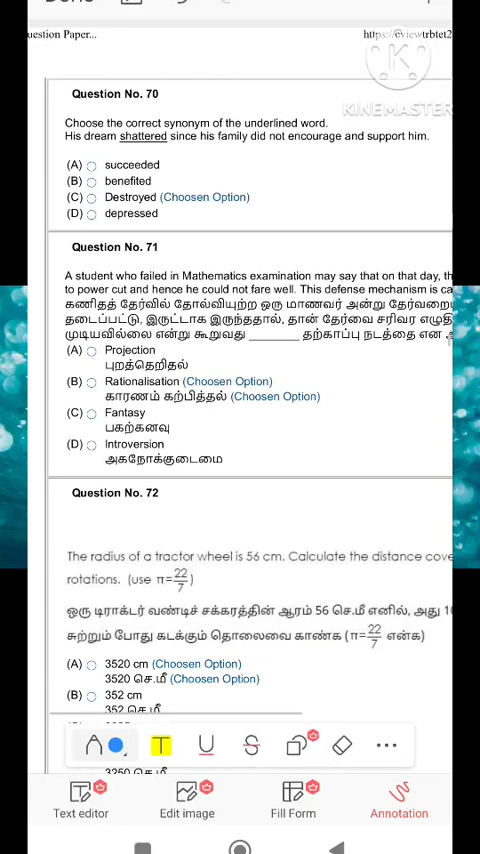 uestion Paper...
https://cviewtrbtet2
K
KINEMASTER
Question No. 70
Choose the correct synonym of the underlined word.
His dream shattered since his family did not encourage and support him.
(A) succeeded
(B) benefited
(C) Destroyed (Choosen Option)
(D) depressed
Question No. 71
A student who failed in Mathematics examination may say that on that day, th
to power cut and hence he could not fare well. This defense mechanism is ca
கணிதத் தேர்வில் தோல்வியுற்ற ஒரு மாணவர் அன்று தேர்வறைய
தடைப்பட்டு, இருட்டாக இருந்ததால், தான் தேர்வை சரிவர எழுதி
முடியவில்லை என்று கூறுவது ________ தற்காப்பு நடத்தை என
(A) Projection
புறத்தெறிதல்
(B) Rationalisation (Choosen Option)
காரணம் கற்பித்தல் (Choosen Option)
(C) Fantasy
பகற்கனவு
(D) Introversion
அகநோக்குடைமை
Question No. 72
The radius of a tractor wheel is 56 cm. Calculate the distance cove
rotations. (use π=22/7)
ஒரு டிராக்டர் வண்டிச் சக்கரத்தின் ஆரம் 56 செ.மீ எனில், அது 10
சுற்றும் போது கடக்கும் தொலைவை காண்க (π=22/7 என்க)
(A) 3520 cm (Choosen Option)
3520 செ.மீ (Choosen Option)
(B) 352 cm
352 செ.மீ
3250 செ.மீ
T U S
Text editor
Edit image
Fill Form
Annotation